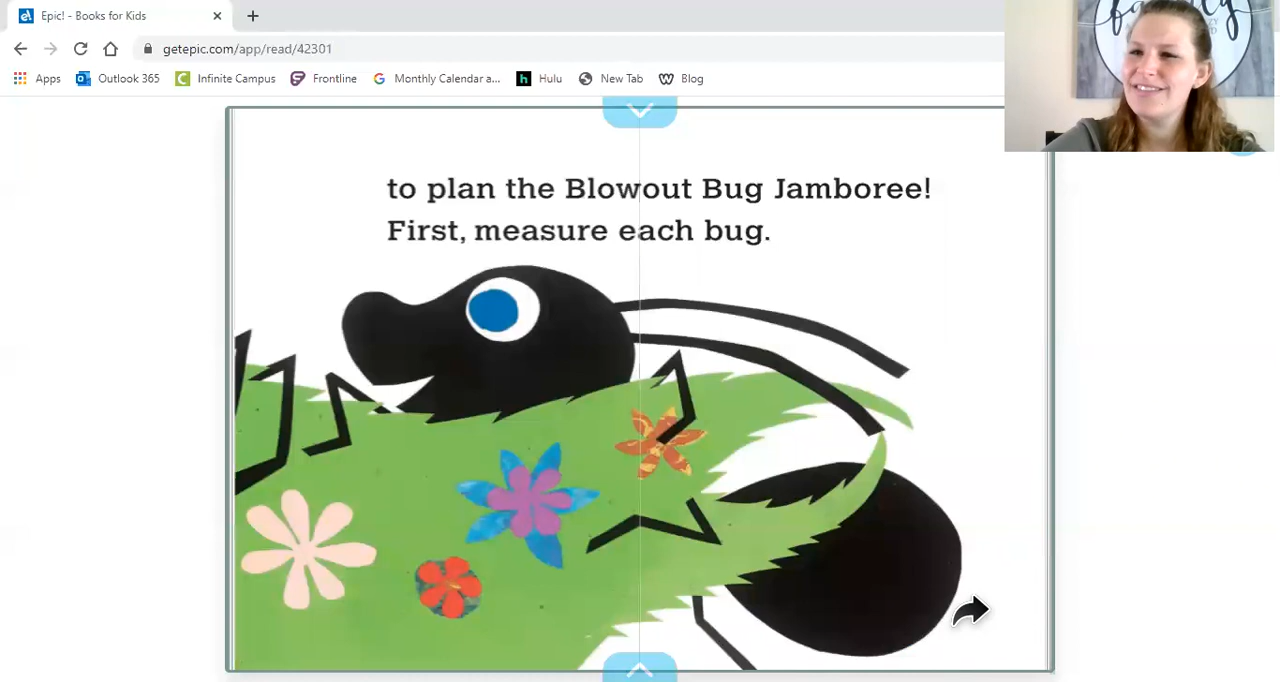 Epic! - Books for Kids
getepic.com/app/read/42301
Apps Outlook 365 Infinite Campus Frontline Monthly Calendar a... Hulu New Tab Blog
to plan the Blowout Bug Jamboree!
First, measure each bug.